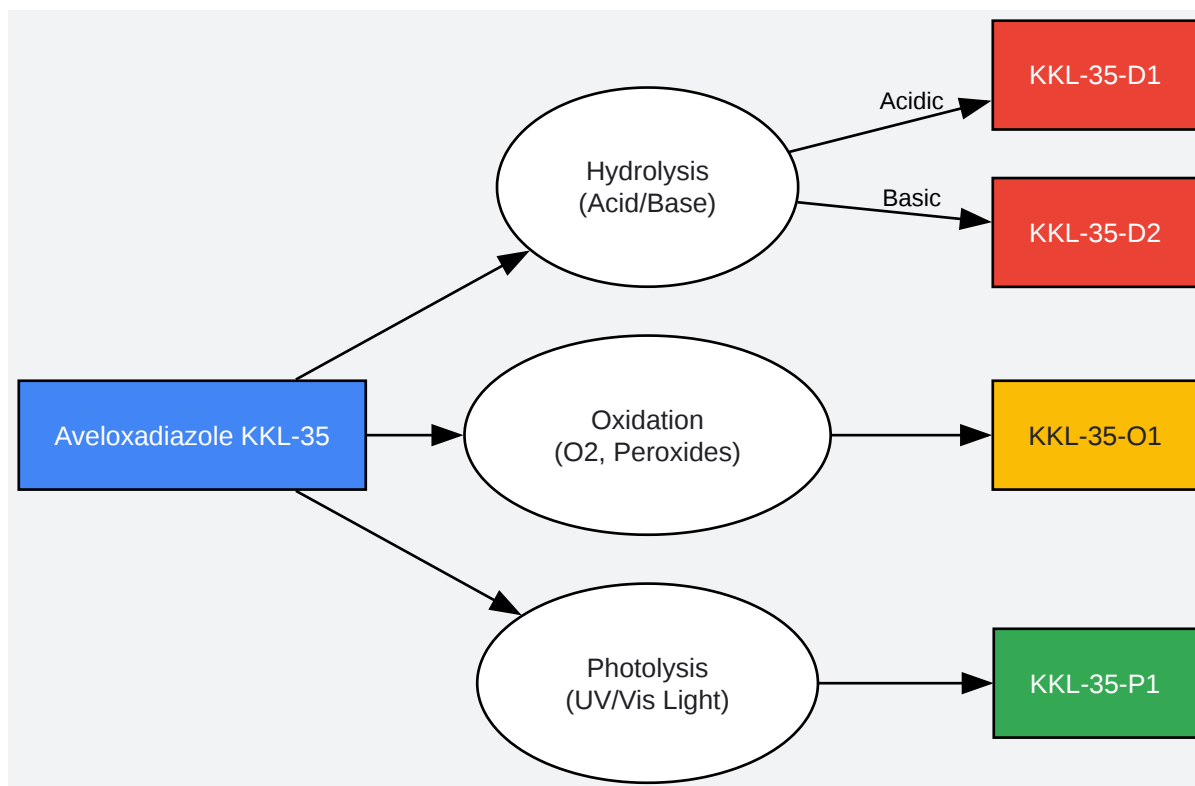 KKL-35-D1
Acidic
Hydrolysis
(Acid/Base)
Basic
KKL-35-D2
Aveloxadiazole KKL-35
Oxidation
(O2, Peroxides)
KKL-35-O1
Photolysis
(UV/Vis Light)
KKL-35-P1